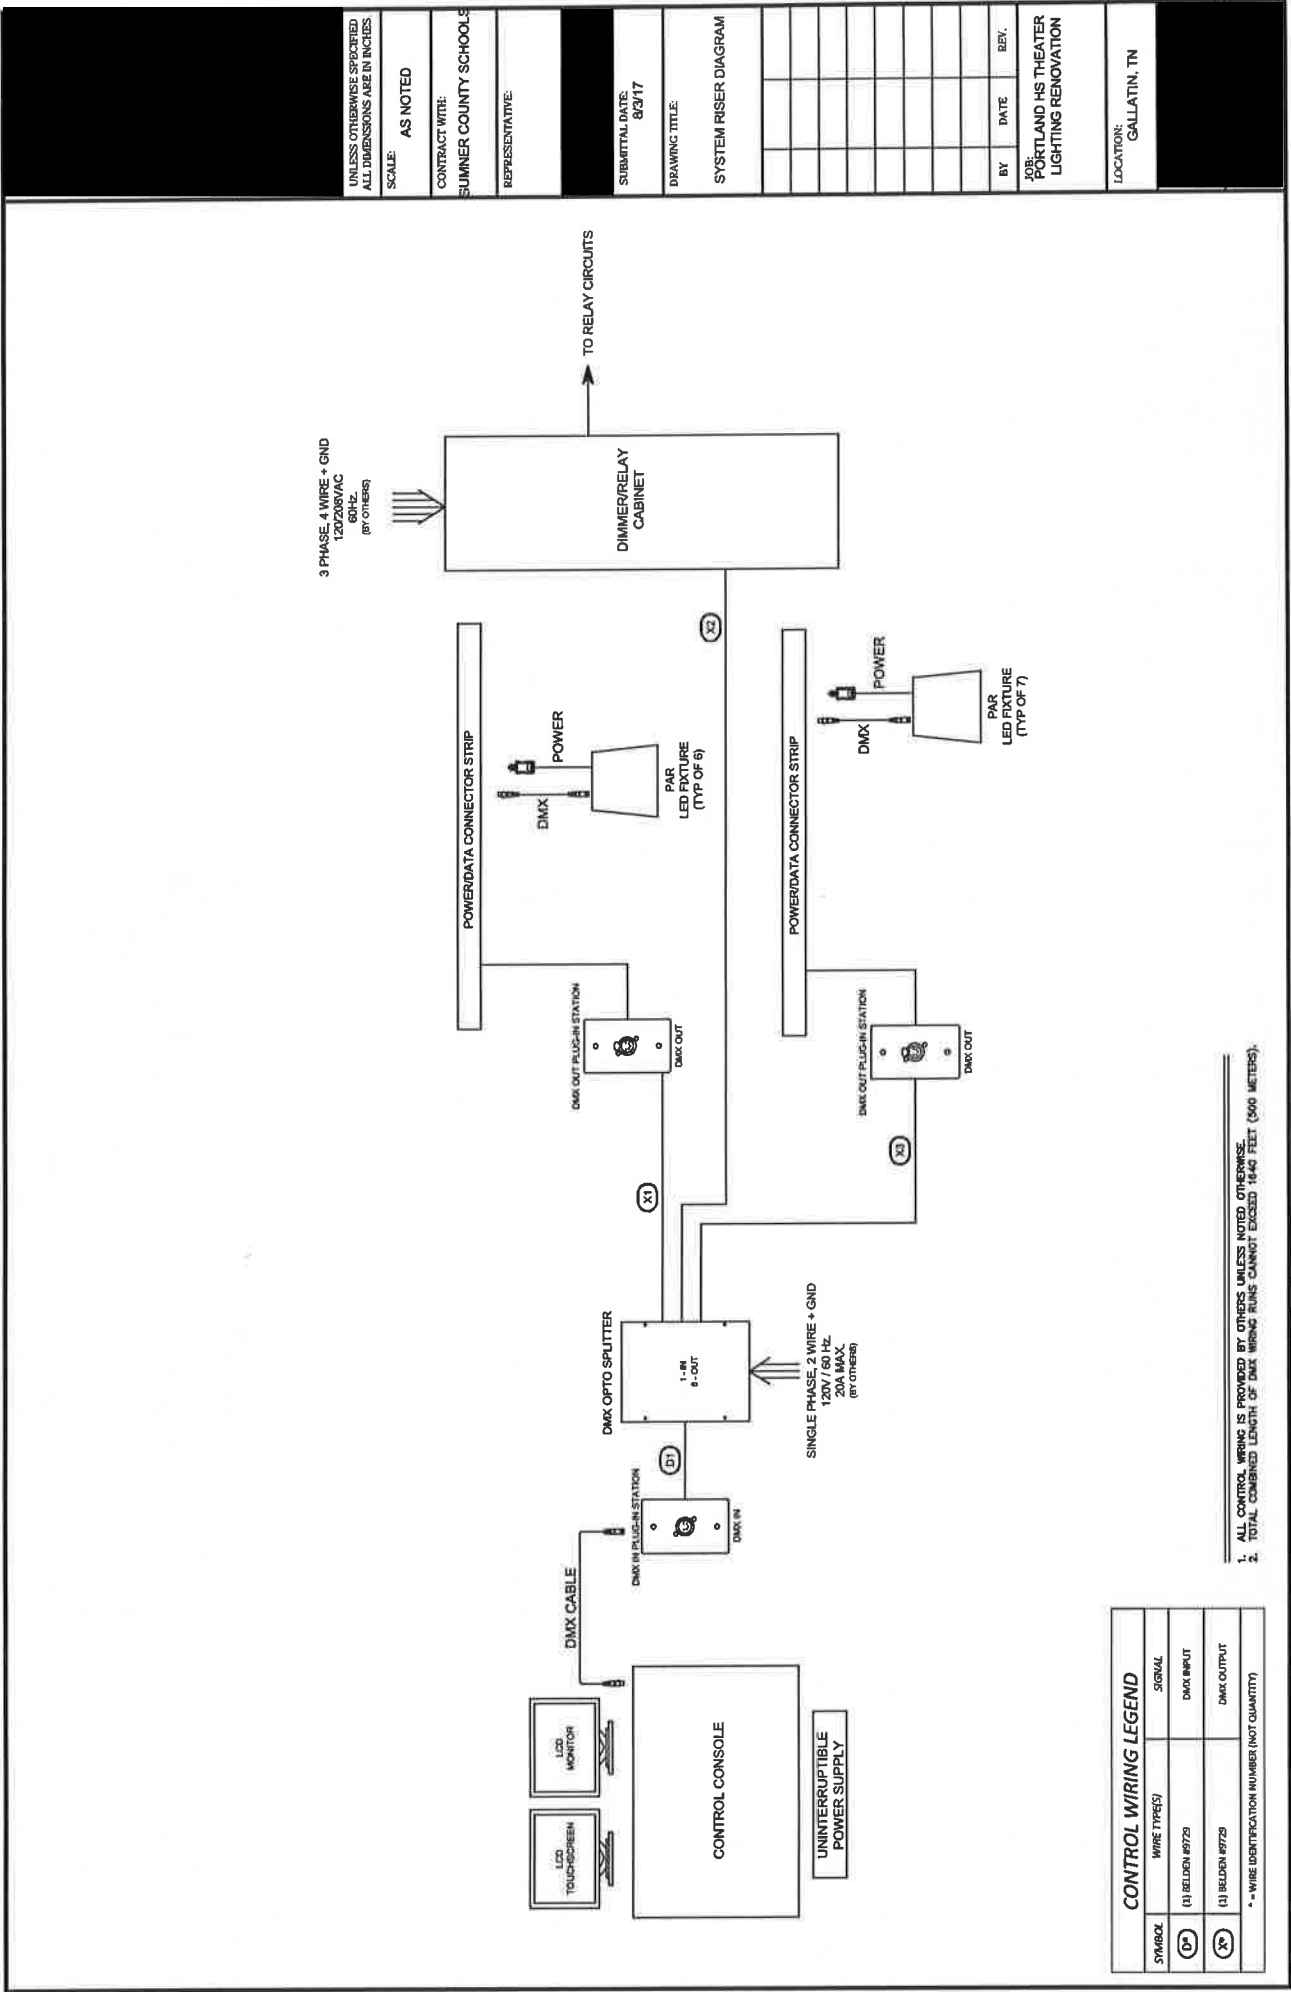 LCD
TOUCHSCREEN
LCD
MONITOR
CONTROL CONSOLE
UNINTERRUPTIBLE
POWER SUPPLY
DMX CABLE
DMX IN PLUG-IN STATION
DMX IN
D1
DMX OPTO SPLITTER
1 - IN
8 - OUT
SINGLE PHASE, 2 WIRE + GND
120V / 60 Hz.
20A MAX.
(BY OTHERS)
X1
X2
X3
DMX OUT PLUG-IN STATION
DMX OUT
DMX OUT PLUG-IN STATION
DMX OUT
POWER/DATA CONNECTOR STRIP
DMX
POWER
PAR
LED FIXTURE
(TYP OF 6)
POWER/DATA CONNECTOR STRIP
DMX
POWER
PAR
LED FIXTURE
(TYP OF 7)
3 PHASE, 4 WIRE + GND
120/208VAC
60Hz.
(BY OTHERS)
DIMMER/RELAY
CABINET
TO RELAY CIRCUITS
CONTROL WIRING LEGEND
SYMBOL WIRE TYPE(S) SIGNAL
D* (1) BELDEN #9729 DMX INPUT
X* (1) BELDEN #9729 DMX OUTPUT
* = WIRE IDENTIFICATION NUMBER (NOT QUANTITY)
1. ALL CONTROL WIRING IS PROVIDED BY OTHERS UNLESS NOTED OTHERWISE.
2. TOTAL COMBINED LENGTH OF DMX WIRING RUNS CANNOT EXCEED 1640 FEET (500 METERS).
UNLESS OTHERWISE SPECIFIED
ALL DIMENSIONS ARE IN INCHES
SCALE:
AS NOTED
CONTRACT WITH:
SUMNER COUNTY SCHOOLS
REPRESENTATIVE:
SUBMITTAL DATE:
8/3/17
DRAWING TITLE:
SYSTEM RISER DIAGRAM
BY DATE REV.
JOB:
PORTLAND HS THEATER
LIGHTING RENOVATION
LOCATION:
GALLATIN, TN